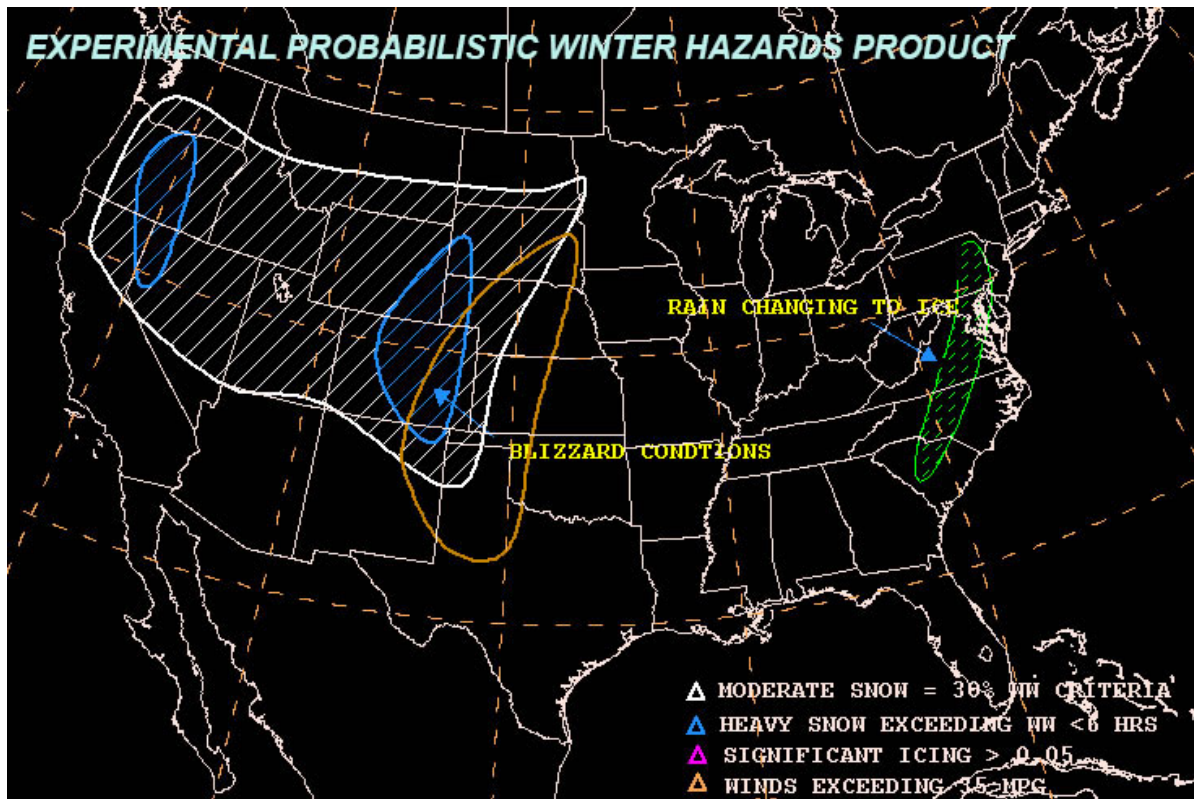 EXPERIMENTAL PROBABILISTIC WINTER HAZARDS PRODUCT
RAIN CHANGING TO ICE
BLIZZARD CONDTIONS
MODERATE SNOW = 30% WW CRITERIA
HEAVY SNOW EXCEEDING WW <6 HRS
SIGNIFICANT ICING > 0.05
WINDS EXCEEDING 35 MPG